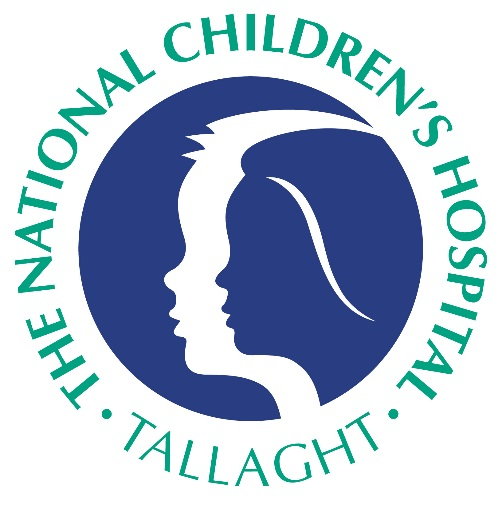 THE NATIONAL CHILDREN'S HOSPITAL
• TALLAGHT •